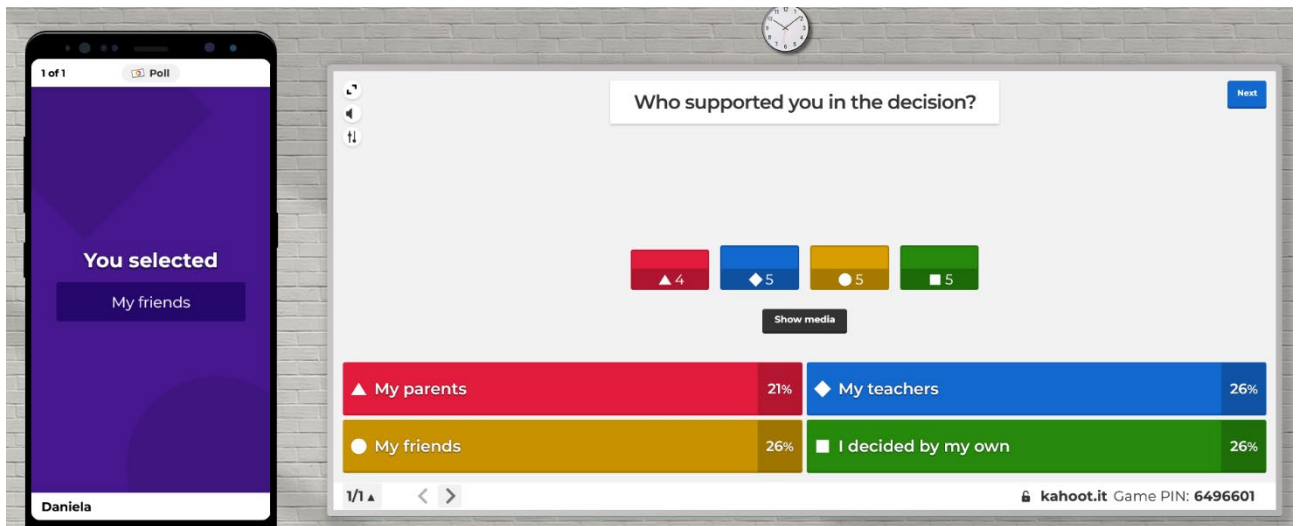 1 of 1 Poll
You selected
My friends
Daniela
Who supported you in the decision?
Next
4 5 5 5
Show media
My parents 21%
My teachers 26%
My friends 26%
I decided by my own 26%
1/1
kahoot.it Game PIN: 6496601